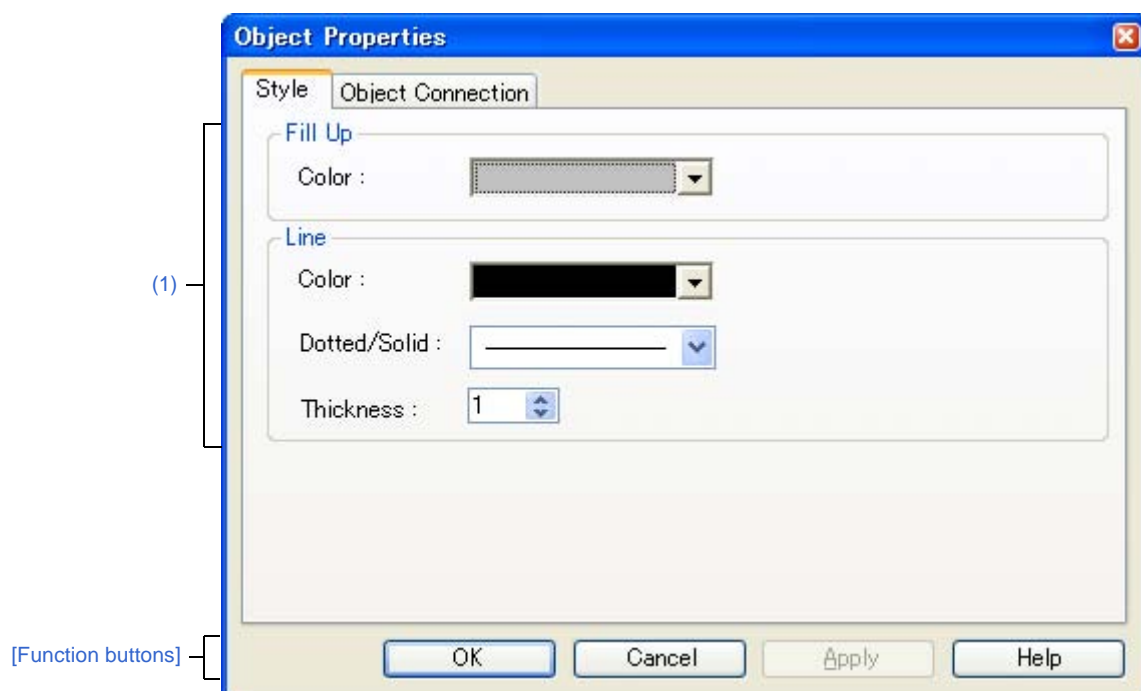 Object Properties
Style
Object Connection
Fill Up
Color :
Line
(1)
Color :
Dotted/Solid :
Thickness :
1
[Function buttons]
OK
Cancel
Apply
Help